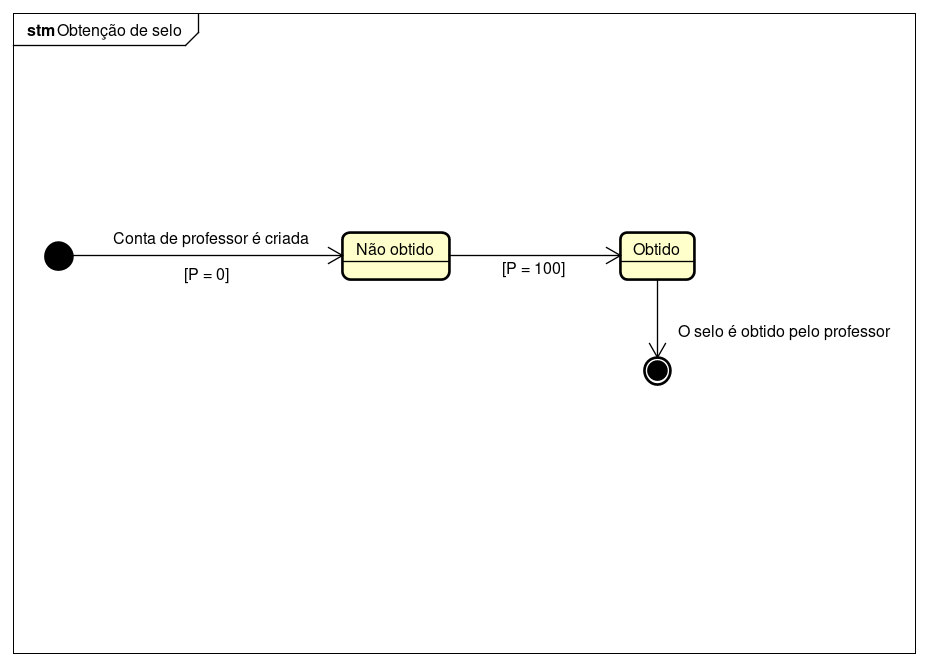 stm Obtenção de selo
Conta de professor é criada
[P = 0]
Não obtido
[P = 100]
Obtido
O selo é obtido pelo professor